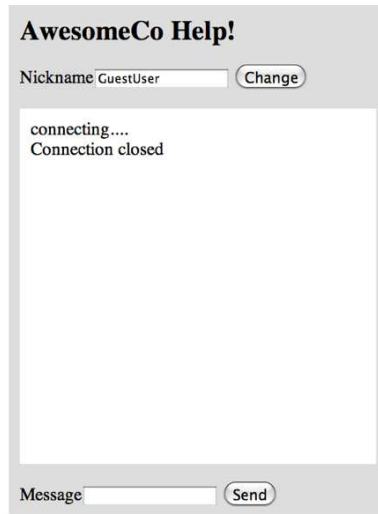 AwesomeCo Help!
Nickname GuestUser Change
connecting....
Connection closed
Message Send